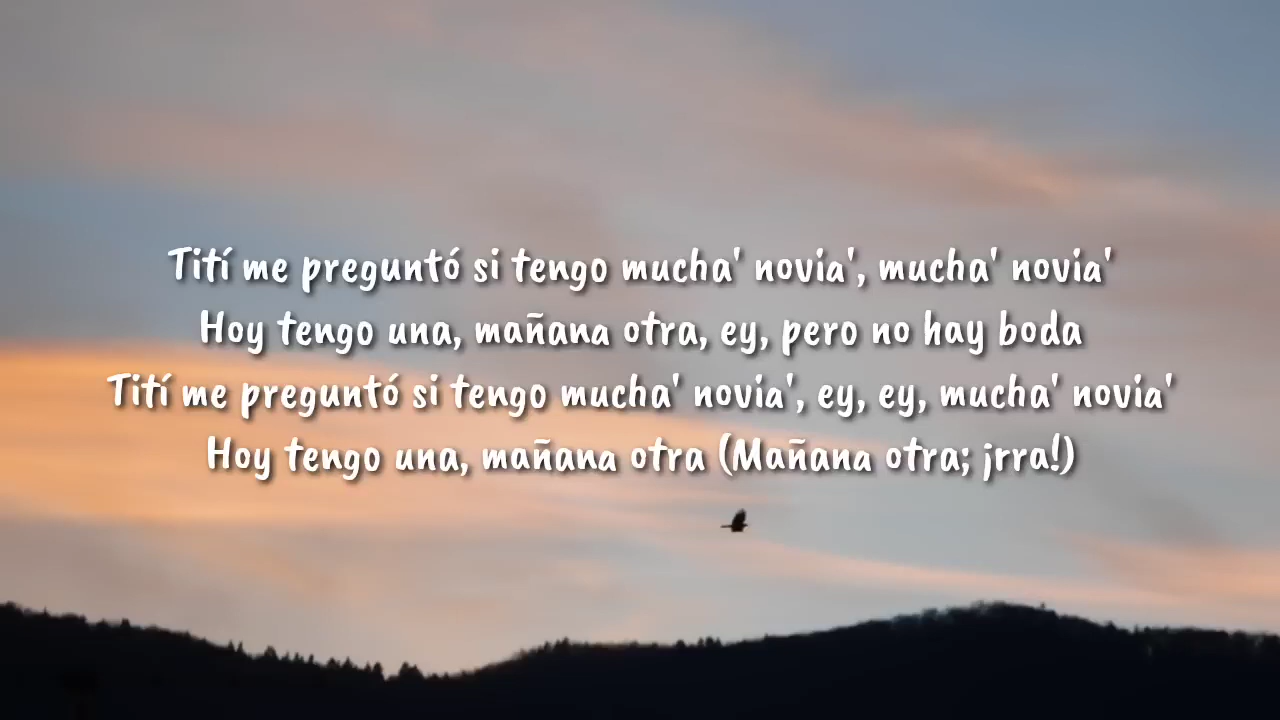 Tití me preguntó si tengo mucha' novia', mucha' novia'
Hoy tengo una, mañana otra, ey, pero no hay boda
Tití me preguntó si tengo mucha' novia', ey, ey, mucha' novia'
Hoy tengo una, mañana otra (Mañana otra; ¡rra!)